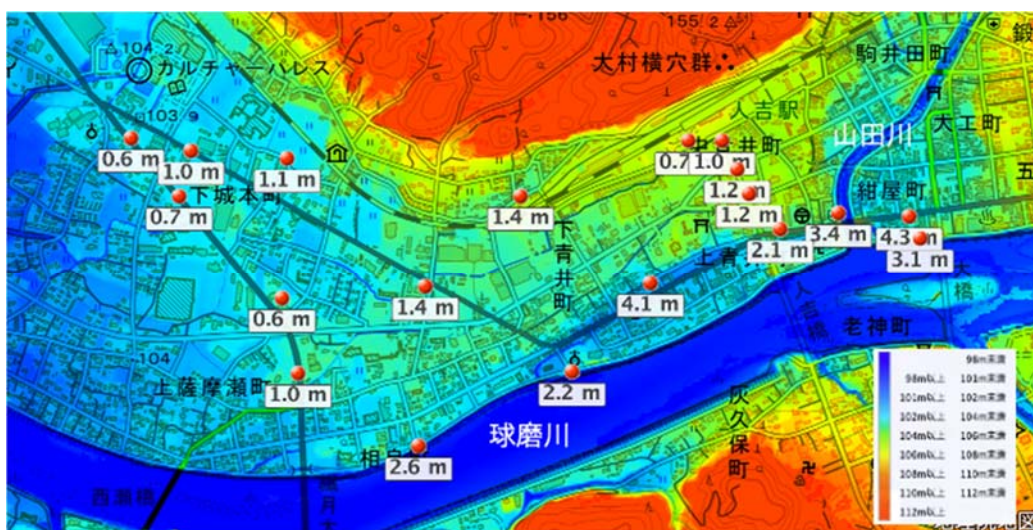 156
155 2
104 2
カルチャーパレス
大村横穴群
駒井田町
鍛
103 9
人吉駅
大工町
0.6 m
1.0 m
1.1 m
0.7
1.0 m
山田川
下城本町
1.2 m
五
0.7 m
1.4 m
1.2 m
紺屋町
下青井町
2.1 m
3.4 m
4.3 m
3.1 m
上青
4.1 m
人吉橋
大橋
1.4 m
0.6 m
老神町
104
上薩摩瀬町
1.0 m
2.2 m
灰久保町
球磨川
2.6 m
西瀬橋
98m未満
98m以上 101m未満
101m以上 102m未満
102m以上 104m未満
104m以上 106m未満
106m以上 108m未満
108m以上 110m未満
110m以上 112m未満
112m以上